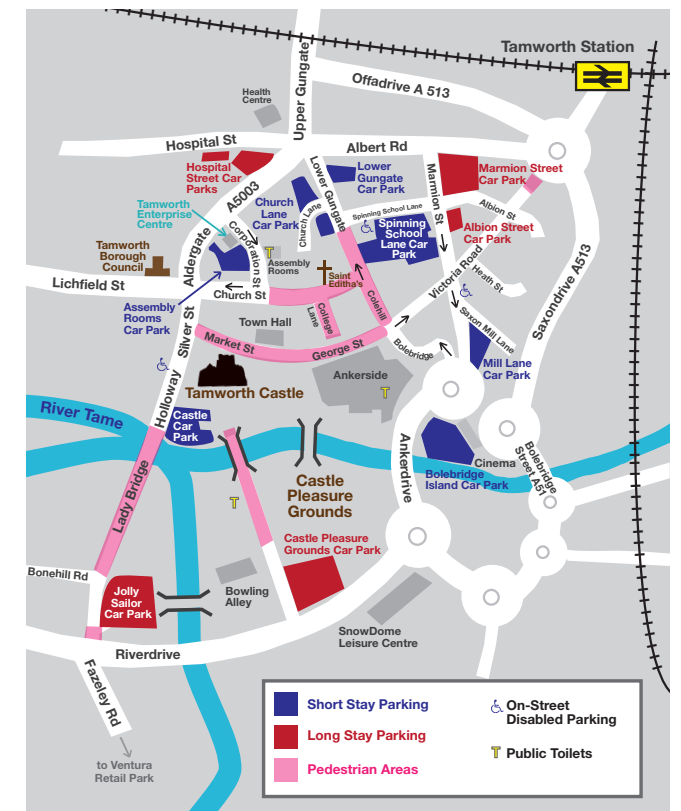 Tamworth Station
Upper Gungate
Offadrive A 513
Health
Centre
Hospital St
Albert Rd
Hospital
Street Car
Parks
Lower Gungate
Lower
Gungate
Car Park
Marmion St
Marmion Street
Car Park
A5003
Church
Lane
Car Park
Church Lane
Spinning School Lane
Spinning
School
Lane Car
Park
Albion St
Albion Street
Car Park
Tamworth
Enterprise
Centre
Corporation St
T
Assembly
Rooms
Saint
Editha's
Aldergate
Tamworth
Borough
Council
Victoria Road
Heath St
Saxondrive A513
Lichfield St
Church St
Colehill
College
Lane
Assembly
Rooms
Car Park
Silver St
Town Hall
Market St
George St
Saxon Mill Lane
Bolebridge
Mill Lane
Car Park
Ankerside
T
Tamworth Castle
Holloway
River Tame
Castle
Car
Park
Ankerdrive
Cinema
Bolebridge
Street A51
Bolebridge
Island Car Park
Lady Bridge
Castle
Pleasure
Grounds
T
Castle Pleasure
Grounds Car Park
Bonehill Rd
Jolly
Sailor
Car Park
Bowling
Alley
SnowDome
Leisure Centre
Riverdrive
Fazeley Rd
to Ventura
Retail Park
Short Stay Parking
Long Stay Parking
Pedestrian Areas
On-Street
Disabled Parking
T Public Toilets